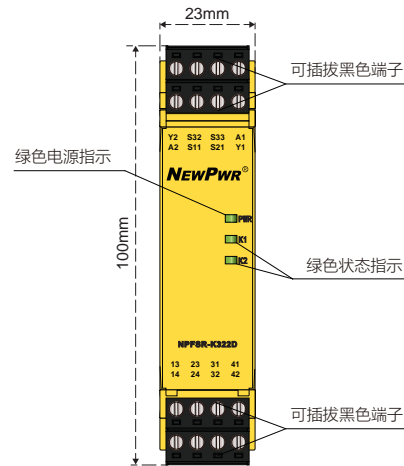 23mm
可插拔黑色端子
Y2 S32 S33 A1
A2 S11 S21 Y1
绿色电源指示
NEWPWR®
100mm
PWR
K1
绿色状态指示
K2
NPFSR-K322D
13 23 31 41
14 24 32 42
可插拔黑色端子